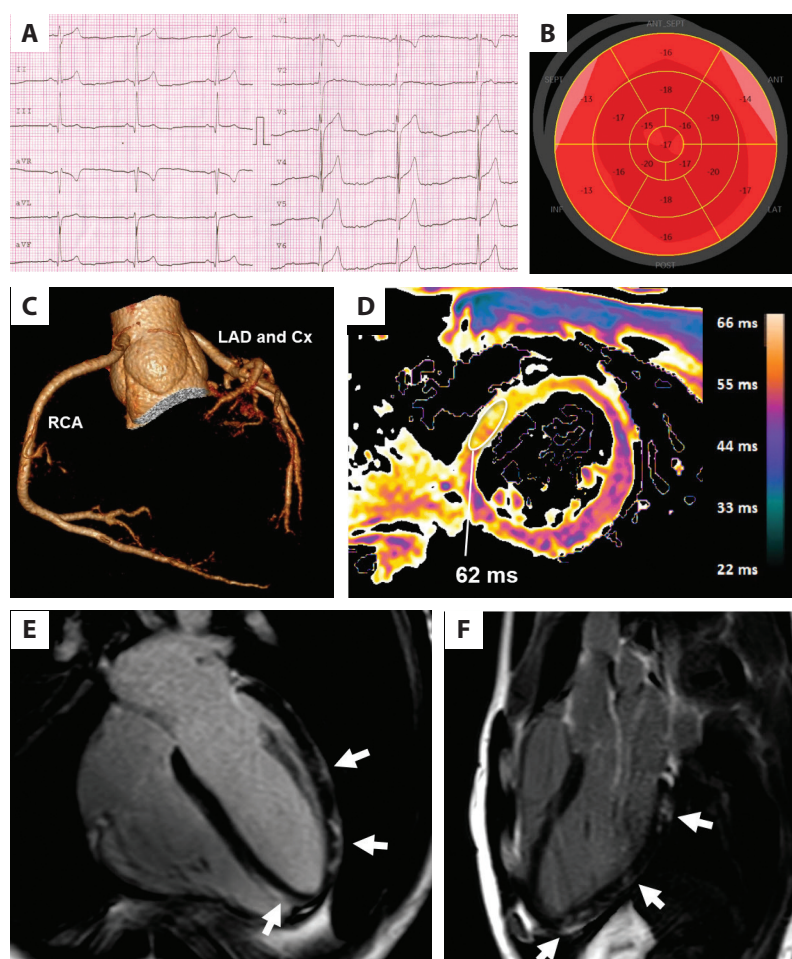 A
II
III
aVR
aVL
aVF
V1
V2
V3
V4
V5
V6
B
ANT_SEPT
SEPT
ANT
INF
LAT
POST
-16
-13
-14
-18
-17
-19
-15
-16
-17
-20
-17
-16
-20
-13
-17
-18
-16
C
LAD and Cx
RCA
D
66 ms
55 ms
44 ms
33 ms
22 ms
62 ms
E
F